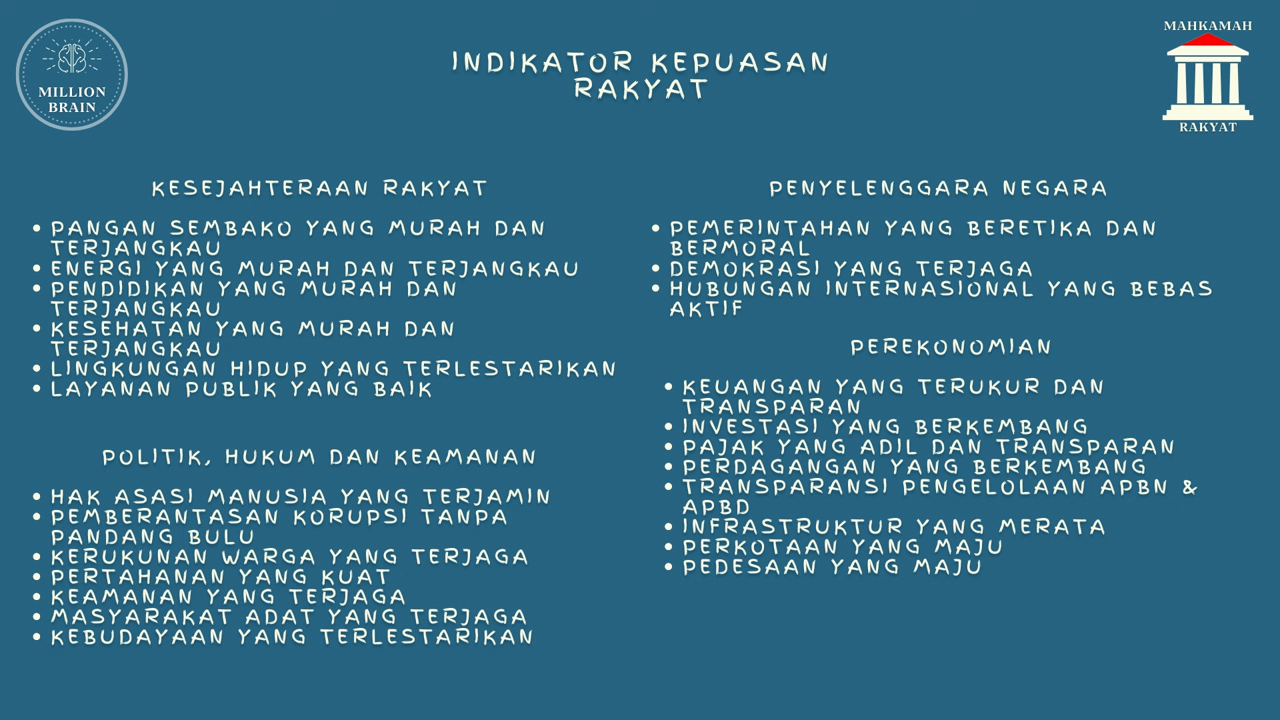 MILLION
BRAIN
INDIKATOR KEPUASAN
RAKYAT
MAHKAMAH
RAKYAT
KESEJAHTERAAN RAKYAT
• PANGAN SEMBAKO YANG MURAH DAN
TERJANGKAU
• ENERGI YANG MURAH DAN TERJANGKAU
• PENDIDIKAN YANG MURAH DAN
TERJANGKAU
• KESEHATAN YANG MURAH DAN
TERJANGKAU
• LINGKUNGAN HIDUP YANG TERLESTARIKAN
• LAYANAN PUBLIK YANG BAIK
POLITIK, HUKUM DAN KEAMANAN
• HAK ASASI MANUSIA YANG TERJAMIN
• PEMBERANTASAN KORUPSI TANPA
PANDANG BULU
• KERUKUNAN WARGA YANG TERJAGA
• PERTAHANAN YANG KUAT
• KEAMANAN YANG TERJAGA
• MASYARAKAT ADAT YANG TERJAGA
• KEBUDAYAAN YANG TERLESTARIKAN
PENYELENGGARA NEGARA
• PEMERINTAHAN YANG BERETIKA DAN
BERMORAL
• DEMOKRASI YANG TERJAGA
• HUBUNGAN INTERNASIONAL YANG BEBAS
AKTIF
PEREKONOMIAN
• KEUANGAN YANG TERUKUR DAN
TRANSPARAN
• INVESTASI YANG BERKEMBANG
• PAJAK YANG ADIL DAN TRANSPARAN
• PERDAGANGAN YANG BERKEMBANG
• TRANSPARANSI PENGELOLAAN APBN &
APBD
• INFRASTRUKTUR YANG MERATA
• PERKOTAAN YANG MAJU
• PEDESAAN YANG MAJU